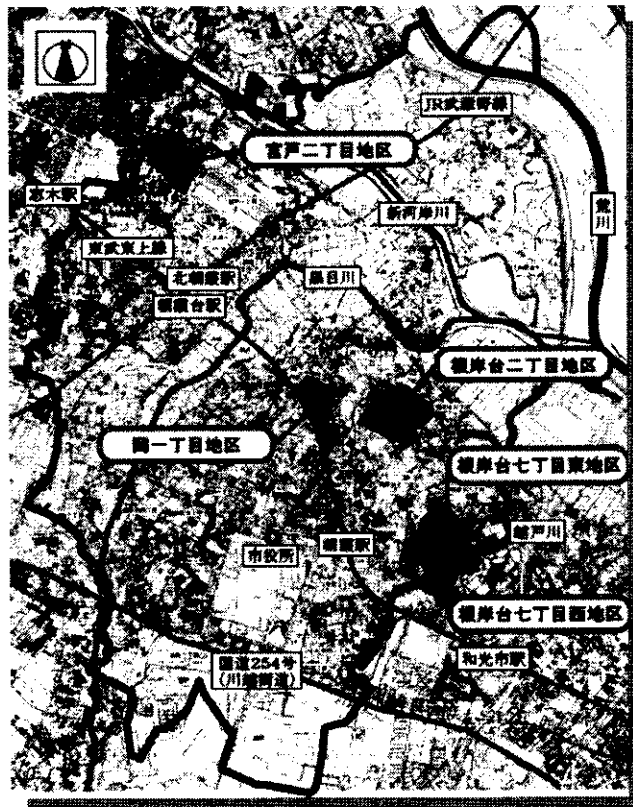 JR武蔵野線
宮戸二丁目地区
志木駅
新河岸川
荒川
東武東上線
北朝霞駅
朝霞台駅
黒目川
根岸台二丁目地区
岡一丁目地区
根岸台七丁目東地区
朝霞駅
越戸川
市役所
根岸台七丁目西地区
国道254号
(川越街道)
和光市駅